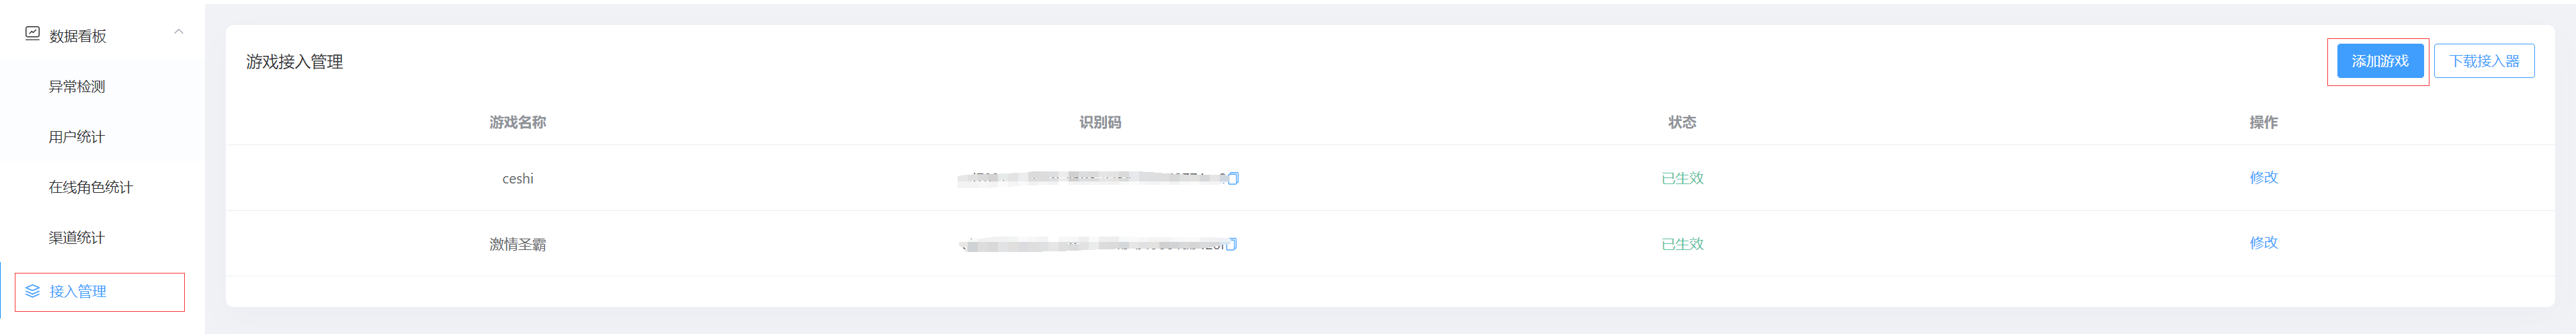 数据看板
异常检测
用户统计
在线角色统计
渠道统计
接入管理
游戏接入管理
添加游戏 下载接入器
游戏名称 识别码 状态 操作
ceshi 已生效 修改
激情圣霸 已生效 修改